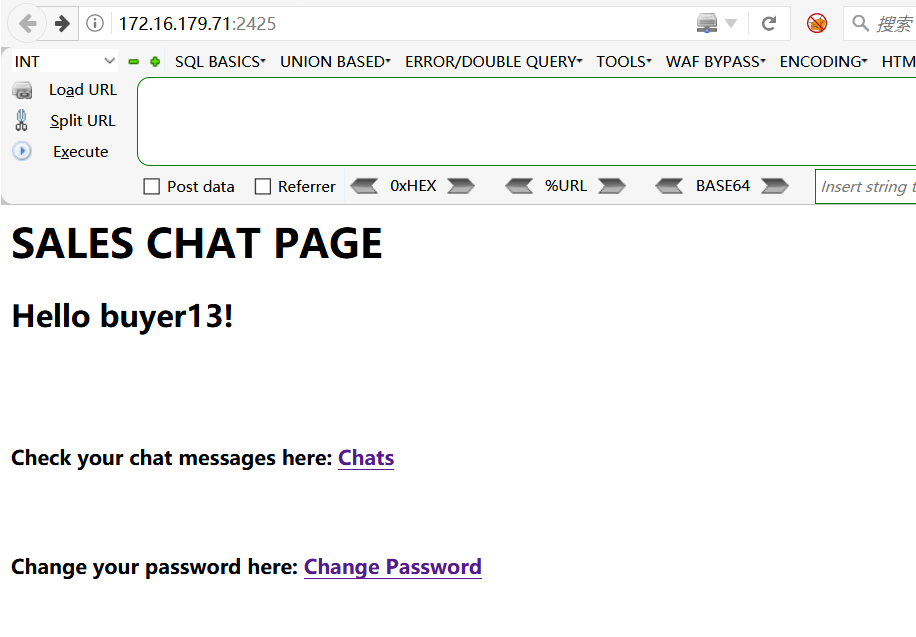 172.16.179.71:2425 搜索
INT SQL BASICS UNION BASED ERROR/DOUBLE QUERY TOOLS WAF BYPASS ENCODING HTM
Load URL
Split URL
Execute
Post data Referrer 0xHEX %URL BASE64 Insert string t
SALES CHAT PAGE
Hello buyer13!
Check your chat messages here: Chats
Change your password here: Change Password